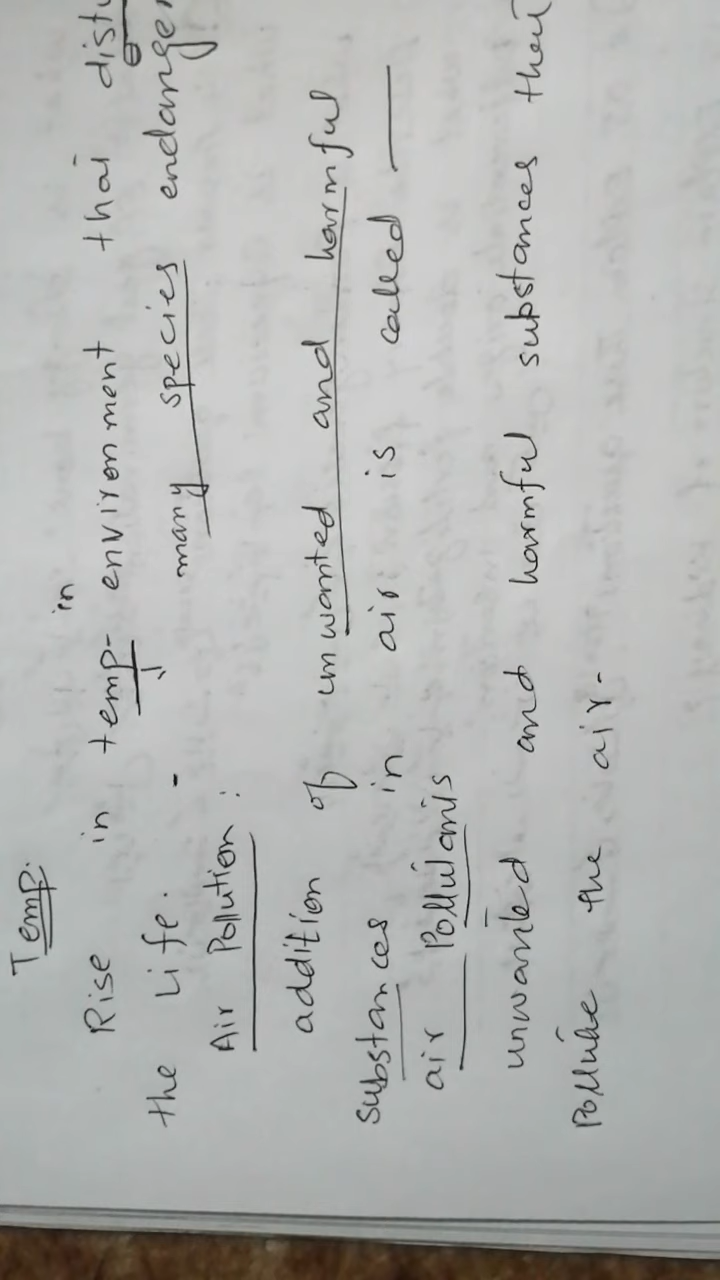 Temp.
in
Rise in temp- environment that distu
the Life. - many species endanger
Air Pollution :
addition of unwanted and harmful
Substances in air is called —
air Pollutants
unwanted and harmful substances that
Pollute the air.